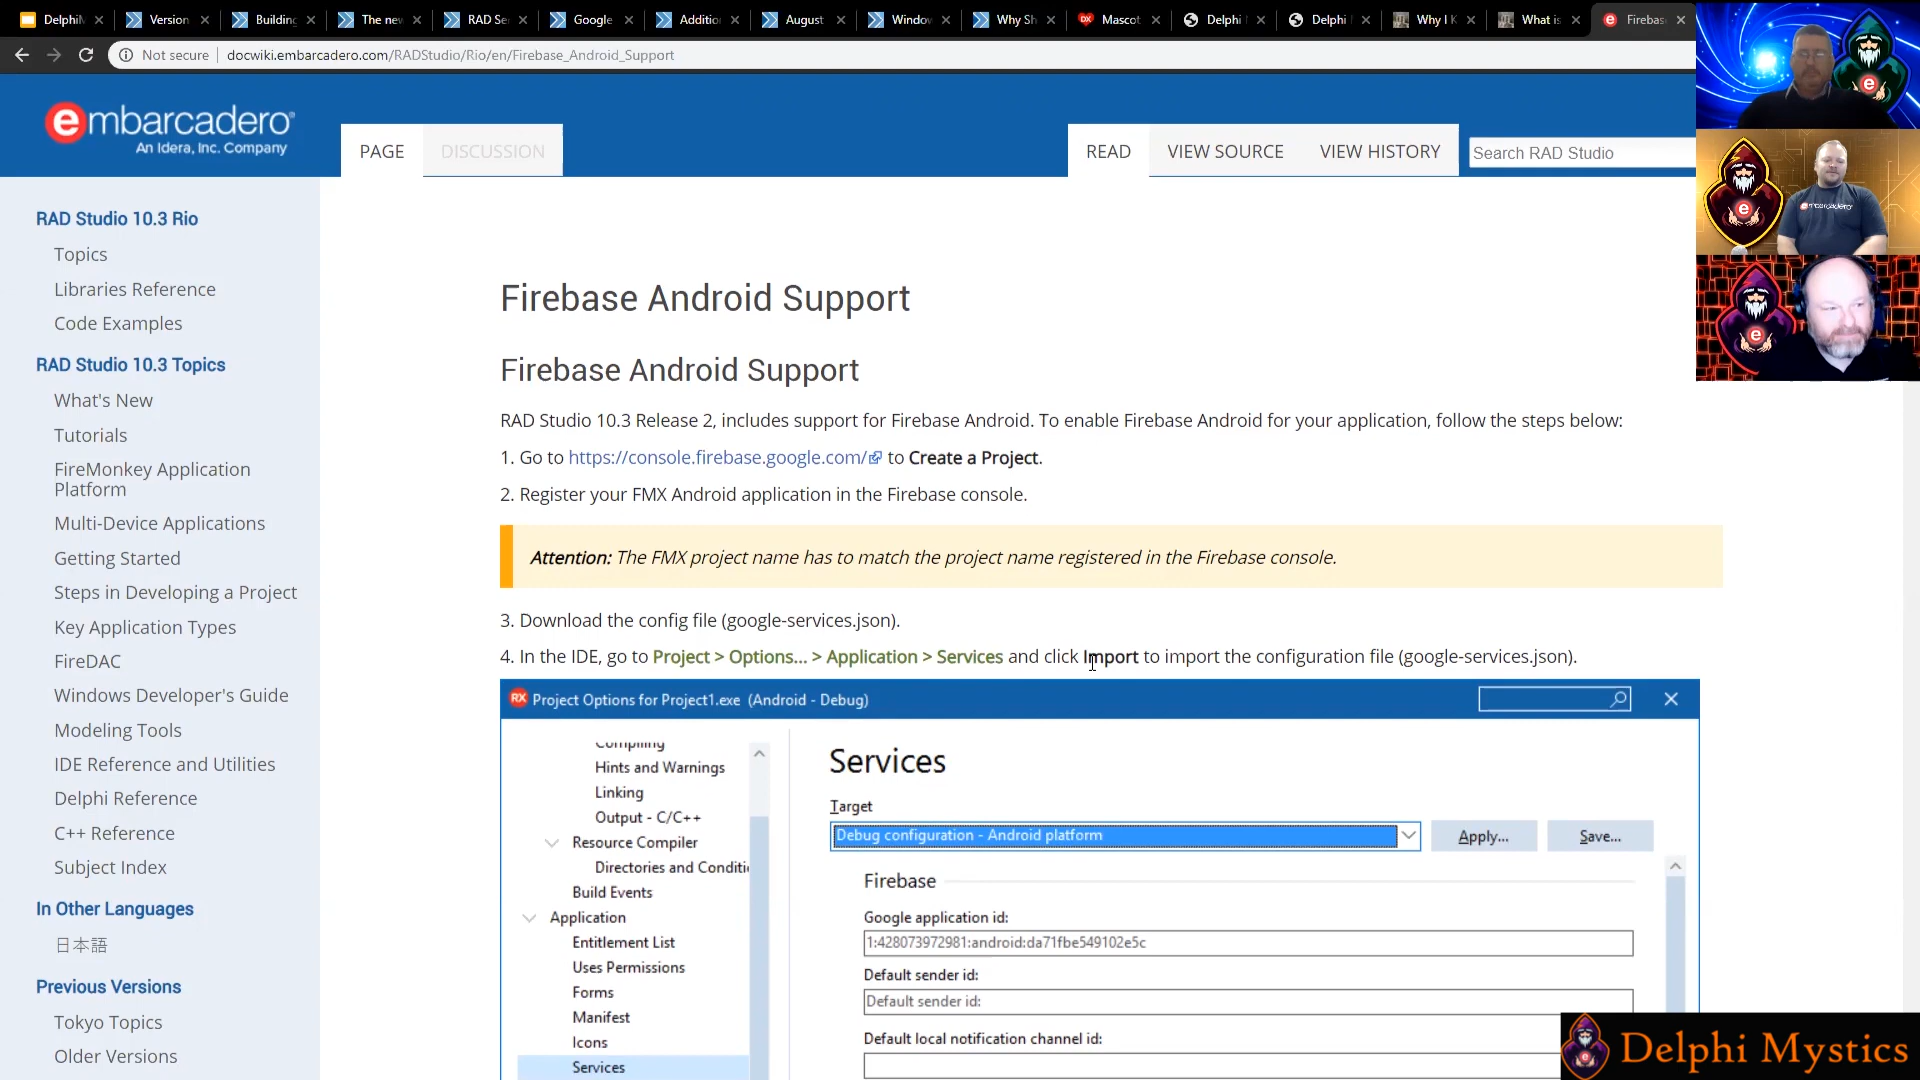 Delphi
Version
Building
The new
RAD Se
Google
Additio
August
Window
Why Sh
Mascot
Delphi
Delphi
Why I K
What is
Firebase
Not secure
docwiki.embarcadero.com/RADStudio/Rio/en/Firebase_Android_Support
embarcadero
An Idera, Inc. Company
PAGE
DISCUSSION
READ
VIEW SOURCE
VIEW HISTORY
Search RAD Studio
embarcadero
RAD Studio 10.3 Rio
Topics
Libraries Reference
Code Examples
RAD Studio 10.3 Topics
What's New
Tutorials
FireMonkey Application
Platform
Multi-Device Applications
Getting Started
Steps in Developing a Project
Key Application Types
FireDAC
Windows Developer's Guide
Modeling Tools
IDE Reference and Utilities
Delphi Reference
C++ Reference
Subject Index
In Other Languages
日本語
Previous Versions
Tokyo Topics
Older Versions
Firebase Android Support
Firebase Android Support
RAD Studio 10.3 Release 2, includes support for Firebase Android. To enable Firebase Android for your application, follow the steps below:
1. Go to https://console.firebase.google.com/ to Create a Project.
2. Register your FMX Android application in the Firebase console.
Attention: The FMX project name has to match the project name registered in the Firebase console.
3. Download the config file (google-services.json).
4. In the IDE, go to Project > Options... > Application > Services and click Import to import the configuration file (google-services.json).
RX Project Options for Project1.exe (Android - Debug)
Compiling
Hints and Warnings
Linking
Output - C/C++
Resource Compiler
Directories and Conditi
Build Events
Application
Entitlement List
Uses Permissions
Forms
Manifest
Icons
Services
Services
Target
Debug configuration - Android platform
Apply...
Save...
Firebase
Google application id:
1:428073972981:android:da71fbe549102e5c
Default sender id:
Default sender id:
Default local notification channel id:
Delphi Mystics